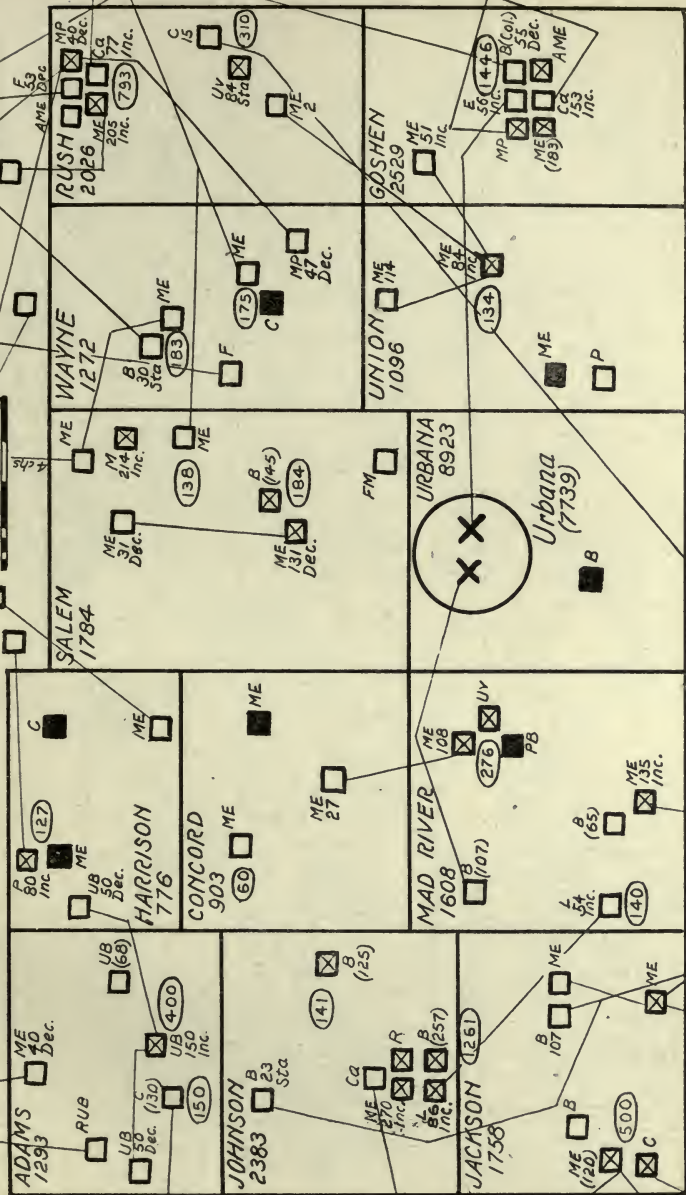 ADAMS
1293
ME
40
Dec.
RUB
UB
50
Dec.
C
(130)
150
UB
(68)
400
UB
150
Inc.
P
80
Inc
127
ME
C
UB
50
Dec.
ME
HARRISON
776
4 chs
ME
SALEM
1784
M
214
Inc.
138
ME
ME
31
Dec.
B
(145)
184
ME
131
Dec.
FM
WAYNE
1272
ME
B
30
Sta
183
F
ME
175
C
MP
47
Dec.
RUSH
2026
AME
E
53
Dec
MP
40
Dec.
Ca
77
Inc.
ME
205
Inc.
793
C
15
310
Uv
84
Sta
ME
2
JOHNSON
2383
B
23
Sta
141
B
(125)
Ca
ME
270
Inc.
R
L
86
Inc.
B
(257)
1261
CONCORD
903
ME
60
ME
ME
27
MAD RIVER
1608
B
(107)
ME
108
276
UV
PB
L
54
Inc.
140
B
(65)
ME
135
Inc.
URBANA
8923
Urbana
(7739)
B
UNION
1096
ME
114
ME
84
Inc.
134
ME
P
GOSHEN
2529
ME
51
Inc.
1446
MP
E
56
Inc.
B(Col.)
55
Dec.
ME
(183)
Ca
153
Inc.
AME
JACKSON
1758
B
107
ME
B
ME
ME
(120)
500
C